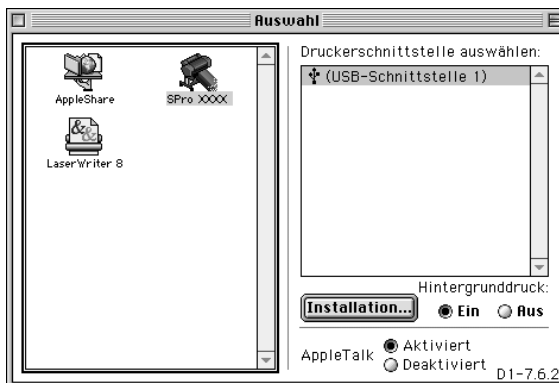 Auswahl
AppleShare
SPro XXXX
LaserWriter 8
Druckerschnittstelle auswählen:
(USB-Schnittstelle 1)
Hintergrunddruck:
Installation...
Ein
Aus
AppleTalk
Aktiviert
Deaktiviert
D1-7.6.2